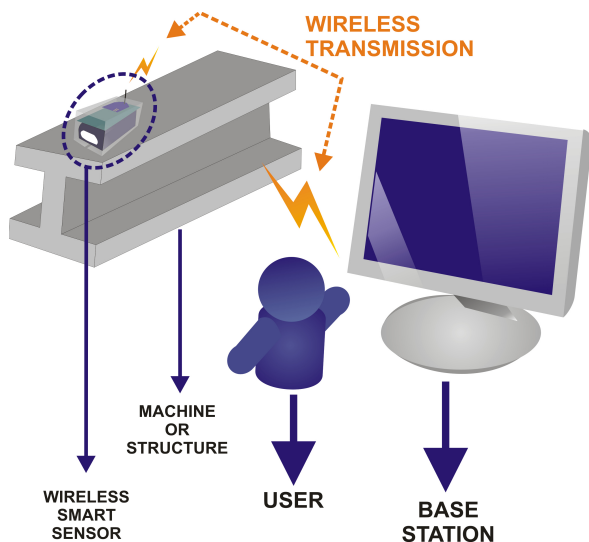 WIRELESS
TRANSMISSION
MACHINE
OR
STRUCTURE
WIRELESS
SMART
SENSOR
USER
BASE
STATION